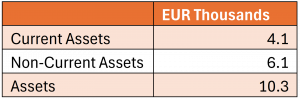 EUR Thousands
Current Assets 4.1
Non-Current Assets 6.1
Assets 10.3